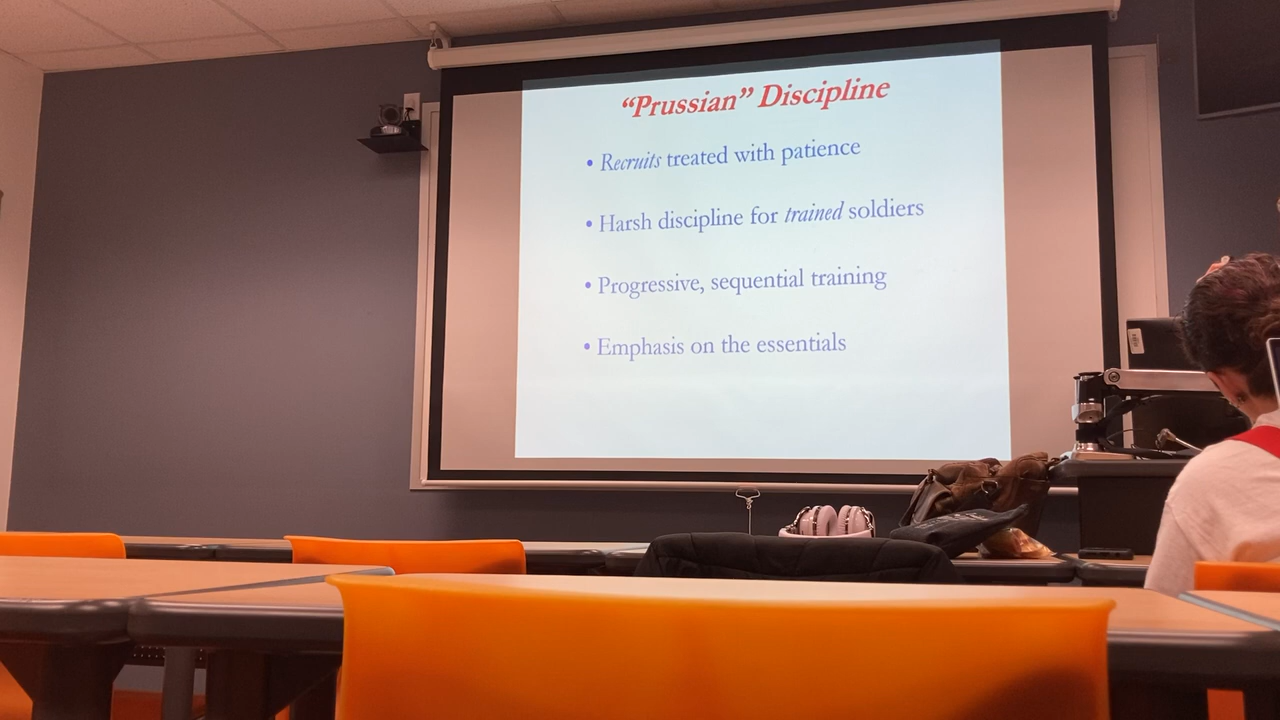 “Prussian” Discipline
• Recruits treated with patience
• Harsh discipline for trained soldiers
• Progressive, sequential training
• Emphasis on the essentials